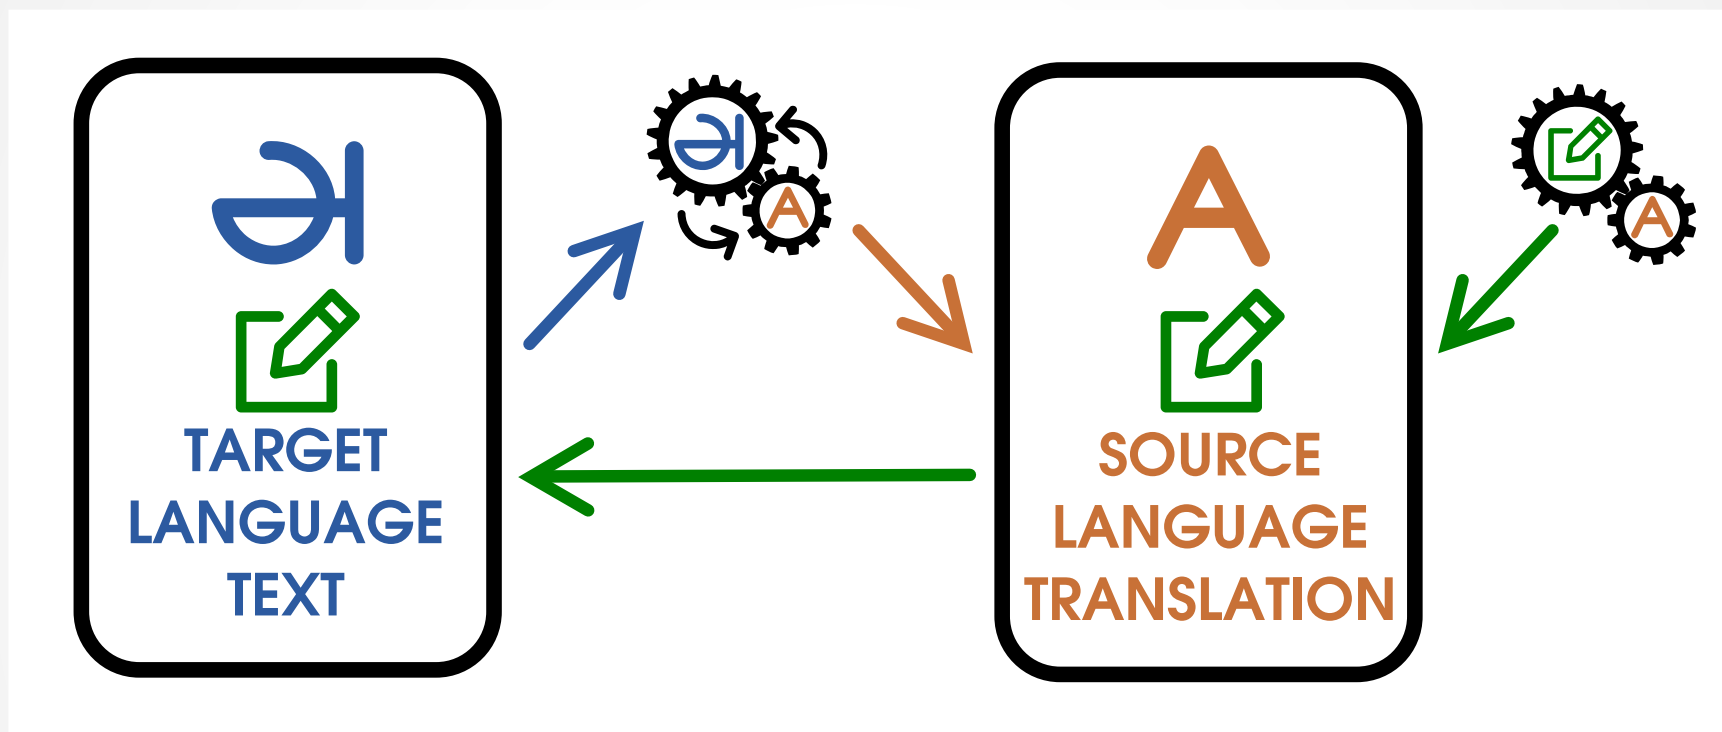 அ
TARGET
LANGUAGE
TEXT
அ
A
A
SOURCE
LANGUAGE
TRANSLATION
A